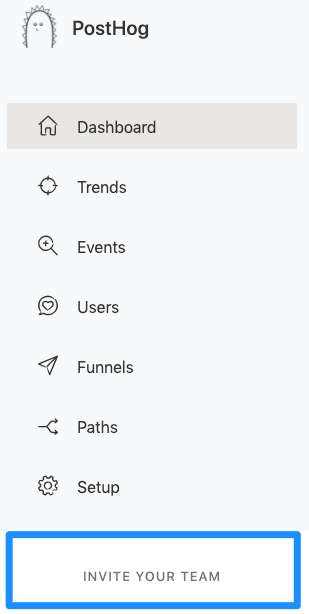 PostHog
Dashboard
Trends
Events
Users
Funnels
Paths
Setup
INVITE YOUR TEAM